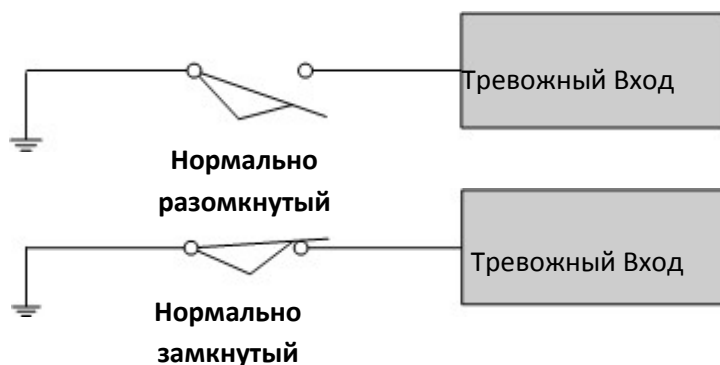 Тревожный Вход
Нормально
разомкнутый
Тревожный Вход
Нормально
замкнутый